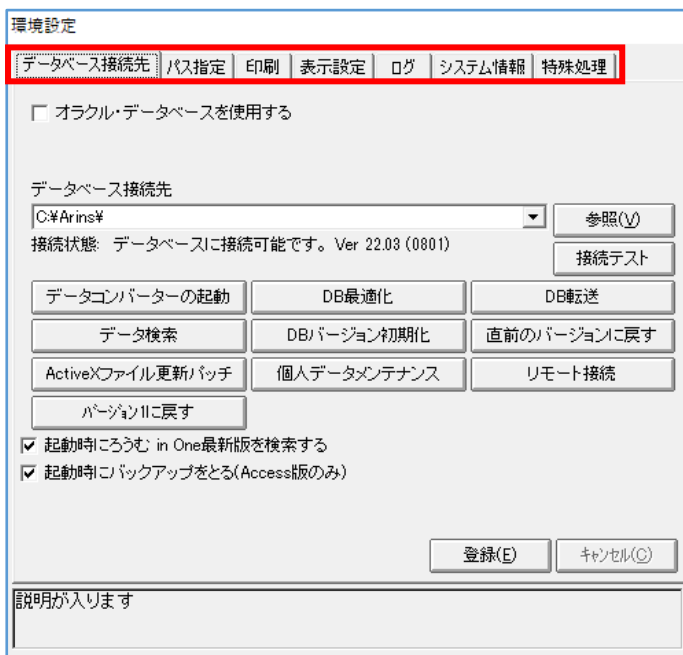 環境設定
データベース接続先 パス指定 印刷 表示設定 ログ システム情報 特殊処理
オラクル・データベースを使用する
データベース接続先
C:¥Arins¥ 参照(V)
接続状態: データベースに接続可能です。Ver 22.03 (0801)
接続テスト
データコンバーターの起動 DB最適化 DB転送
データ検索 DBバージョン初期化 直前のバージョンに戻す
ActiveXファイル更新パッチ 個人データメンテナンス リモート接続
バージョン11に戻す
起動時にろうむ in One最新版を検索する
起動時にバックアップをとる(Access版のみ)
登録(E) キャンセル(C)
説明が入ります